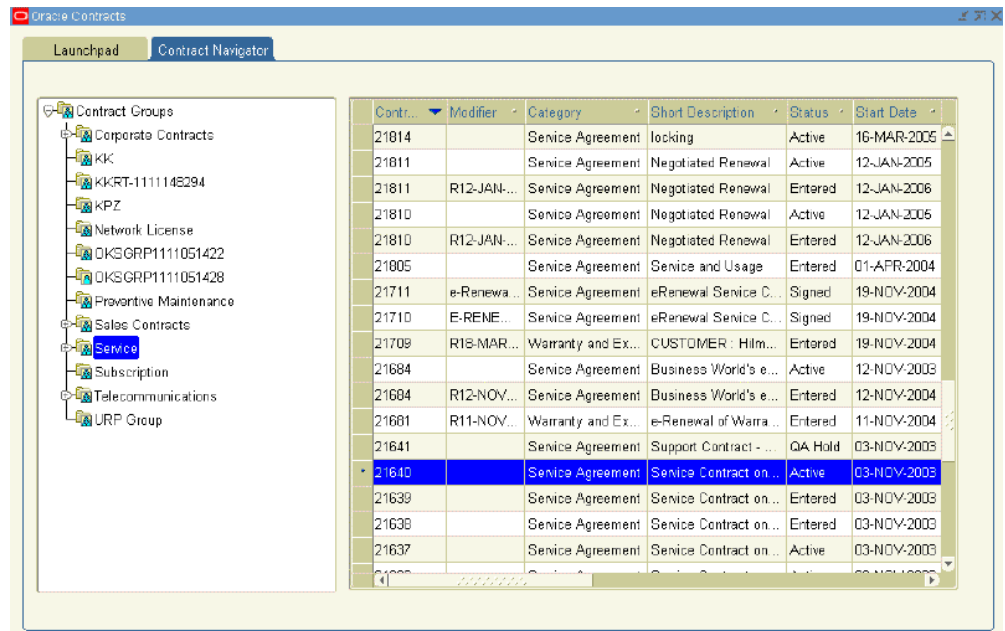 Oracle Contracts
Launchpad Contract Navigator
Contract Groups
Corporate Contracts
KK
KKRT-1111148294
KPZ
Network License
OKSGRP1111051422
OKSGRP1111051428
Preventive Maintenance
Sales Contracts
Service
Subscription
Telecommunications
URP Group
Contr... Modifier Category Short Description Status Start Date
21814 Service Agreement locking Active 16-MAR-2005
21811 Service Agreement Negotiated Renewal Active 12-JAN-2005
21811 R12-JAN-... Service Agreement Negotiated Renewal Entered 12-JAN-2006
21810 Service Agreement Negotiated Renewal Active 12-JAN-2005
21810 R12-JAN-... Service Agreement Negotiated Renewal Entered 12-JAN-2006
21805 Service Agreement Service and Usage Entered 01-APR-2004
21711 e-Renewa... Service Agreement eRenewal Service C... Signed 19-NOV-2004
21710 E-RENE... Service Agreement eRenewal Service C... Signed 19-NOV-2004
21709 R18-MAR... Warranty and Ex... CUSTOMER : Hilm... Entered 19-NOV-2004
21684 Service Agreement Business World's e... Active 12-NOV-2003
21684 R12-NOV... Service Agreement Business World's e... Entered 12-NOV-2004
21681 R11-NOV... Warranty and Ex... e-Renewal of Warra... Entered 11-NOV-2004
21641 Service Agreement Support Contract - ... QA Hold 03-NOV-2003
21640 Service Agreement Service Contract on... Active 03-NOV-2003
21639 Service Agreement Service Contract on... Entered 03-NOV-2003
21638 Service Agreement Service Contract on... Entered 03-NOV-2003
21637 Service Agreement Service Contract on... Active 03-NOV-2003